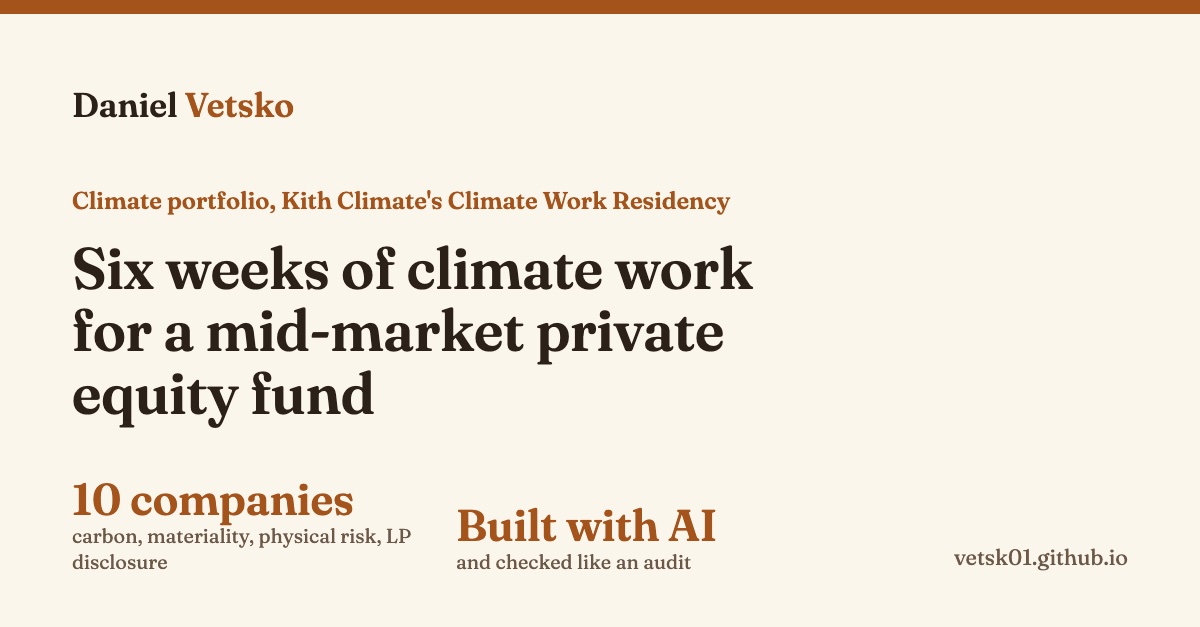 Daniel Vetsko
Climate portfolio, Kith Climate's Climate Work Residency
Six weeks of climate work
for a mid-market private
equity fund
10 companies
carbon, materiality, physical risk, LP
disclosure
Built with AI
and checked like an audit
vetsk01.github.io